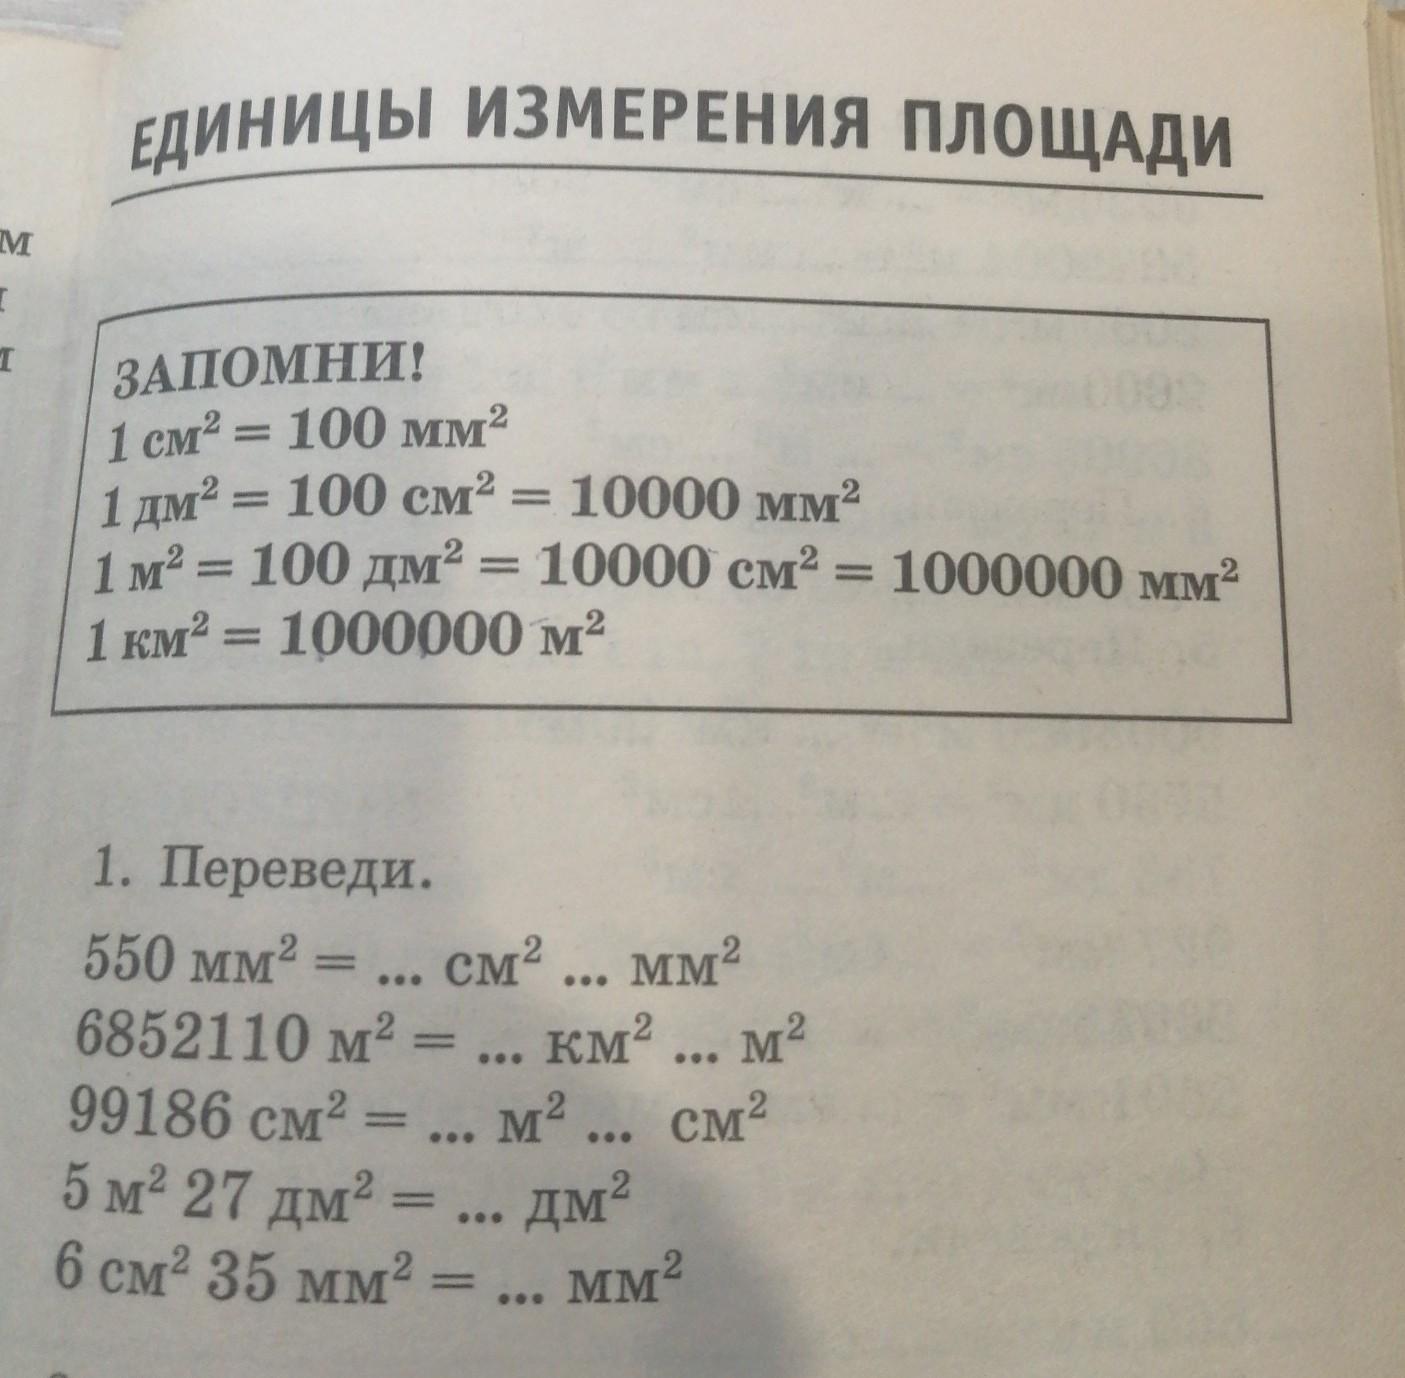 ЕДИНИЦЫ ИЗМЕРЕНИЯ ПЛОЩАДИ
ЗАПОМНИ!
1 см² = 100 мм²
1 дм² = 100 см² = 10000 мм²
1 м² = 100 дм² = 10000 см² = 1000000 мм²
1 км² = 1000000 м²
1. Переведи.
550 мм² = ... см² ... мм²
6852110 м² = ... км² ... м²
99186 см² = ... м² ... см²
5 м² 27 дм² = ... дм²
6 см² 35 мм² = ... мм²